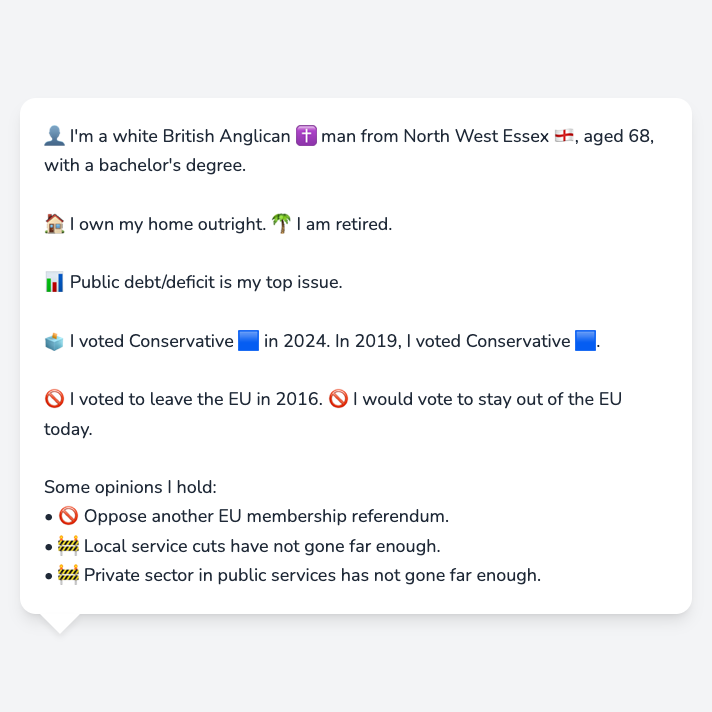 👤 I'm a white British Anglican ✝️ man from North West Essex 🏴󠁧󠁢󠁥󠁮󠁧󠁿, aged 68,
with a bachelor's degree.
🏠 I own my home outright. 🌴 I am retired.
📊 Public debt/deficit is my top issue.
🗳️ I voted Conservative 🟦 in 2024. In 2019, I voted Conservative 🟦.
🚫 I voted to leave the EU in 2016. 🚫 I would vote to stay out of the EU
today.
Some opinions I hold:
• 🚫 Oppose another EU membership referendum.
• 🚧 Local service cuts have not gone far enough.
• 🚧 Private sector in public services has not gone far enough.